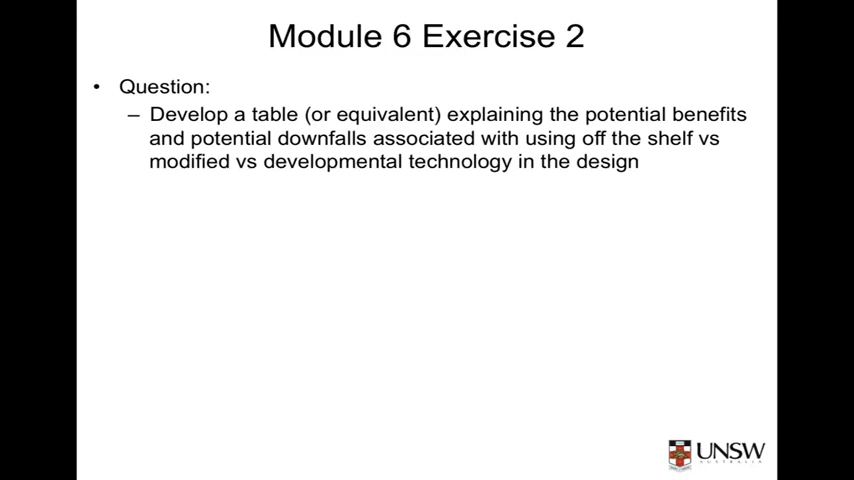 Module 6 Exercise 2
• Question:
– Develop a table (or equivalent) explaining the potential benefits
and potential downfalls associated with using off the shelf vs
modified vs developmental technology in the design
UNSW
AUSTRALIA